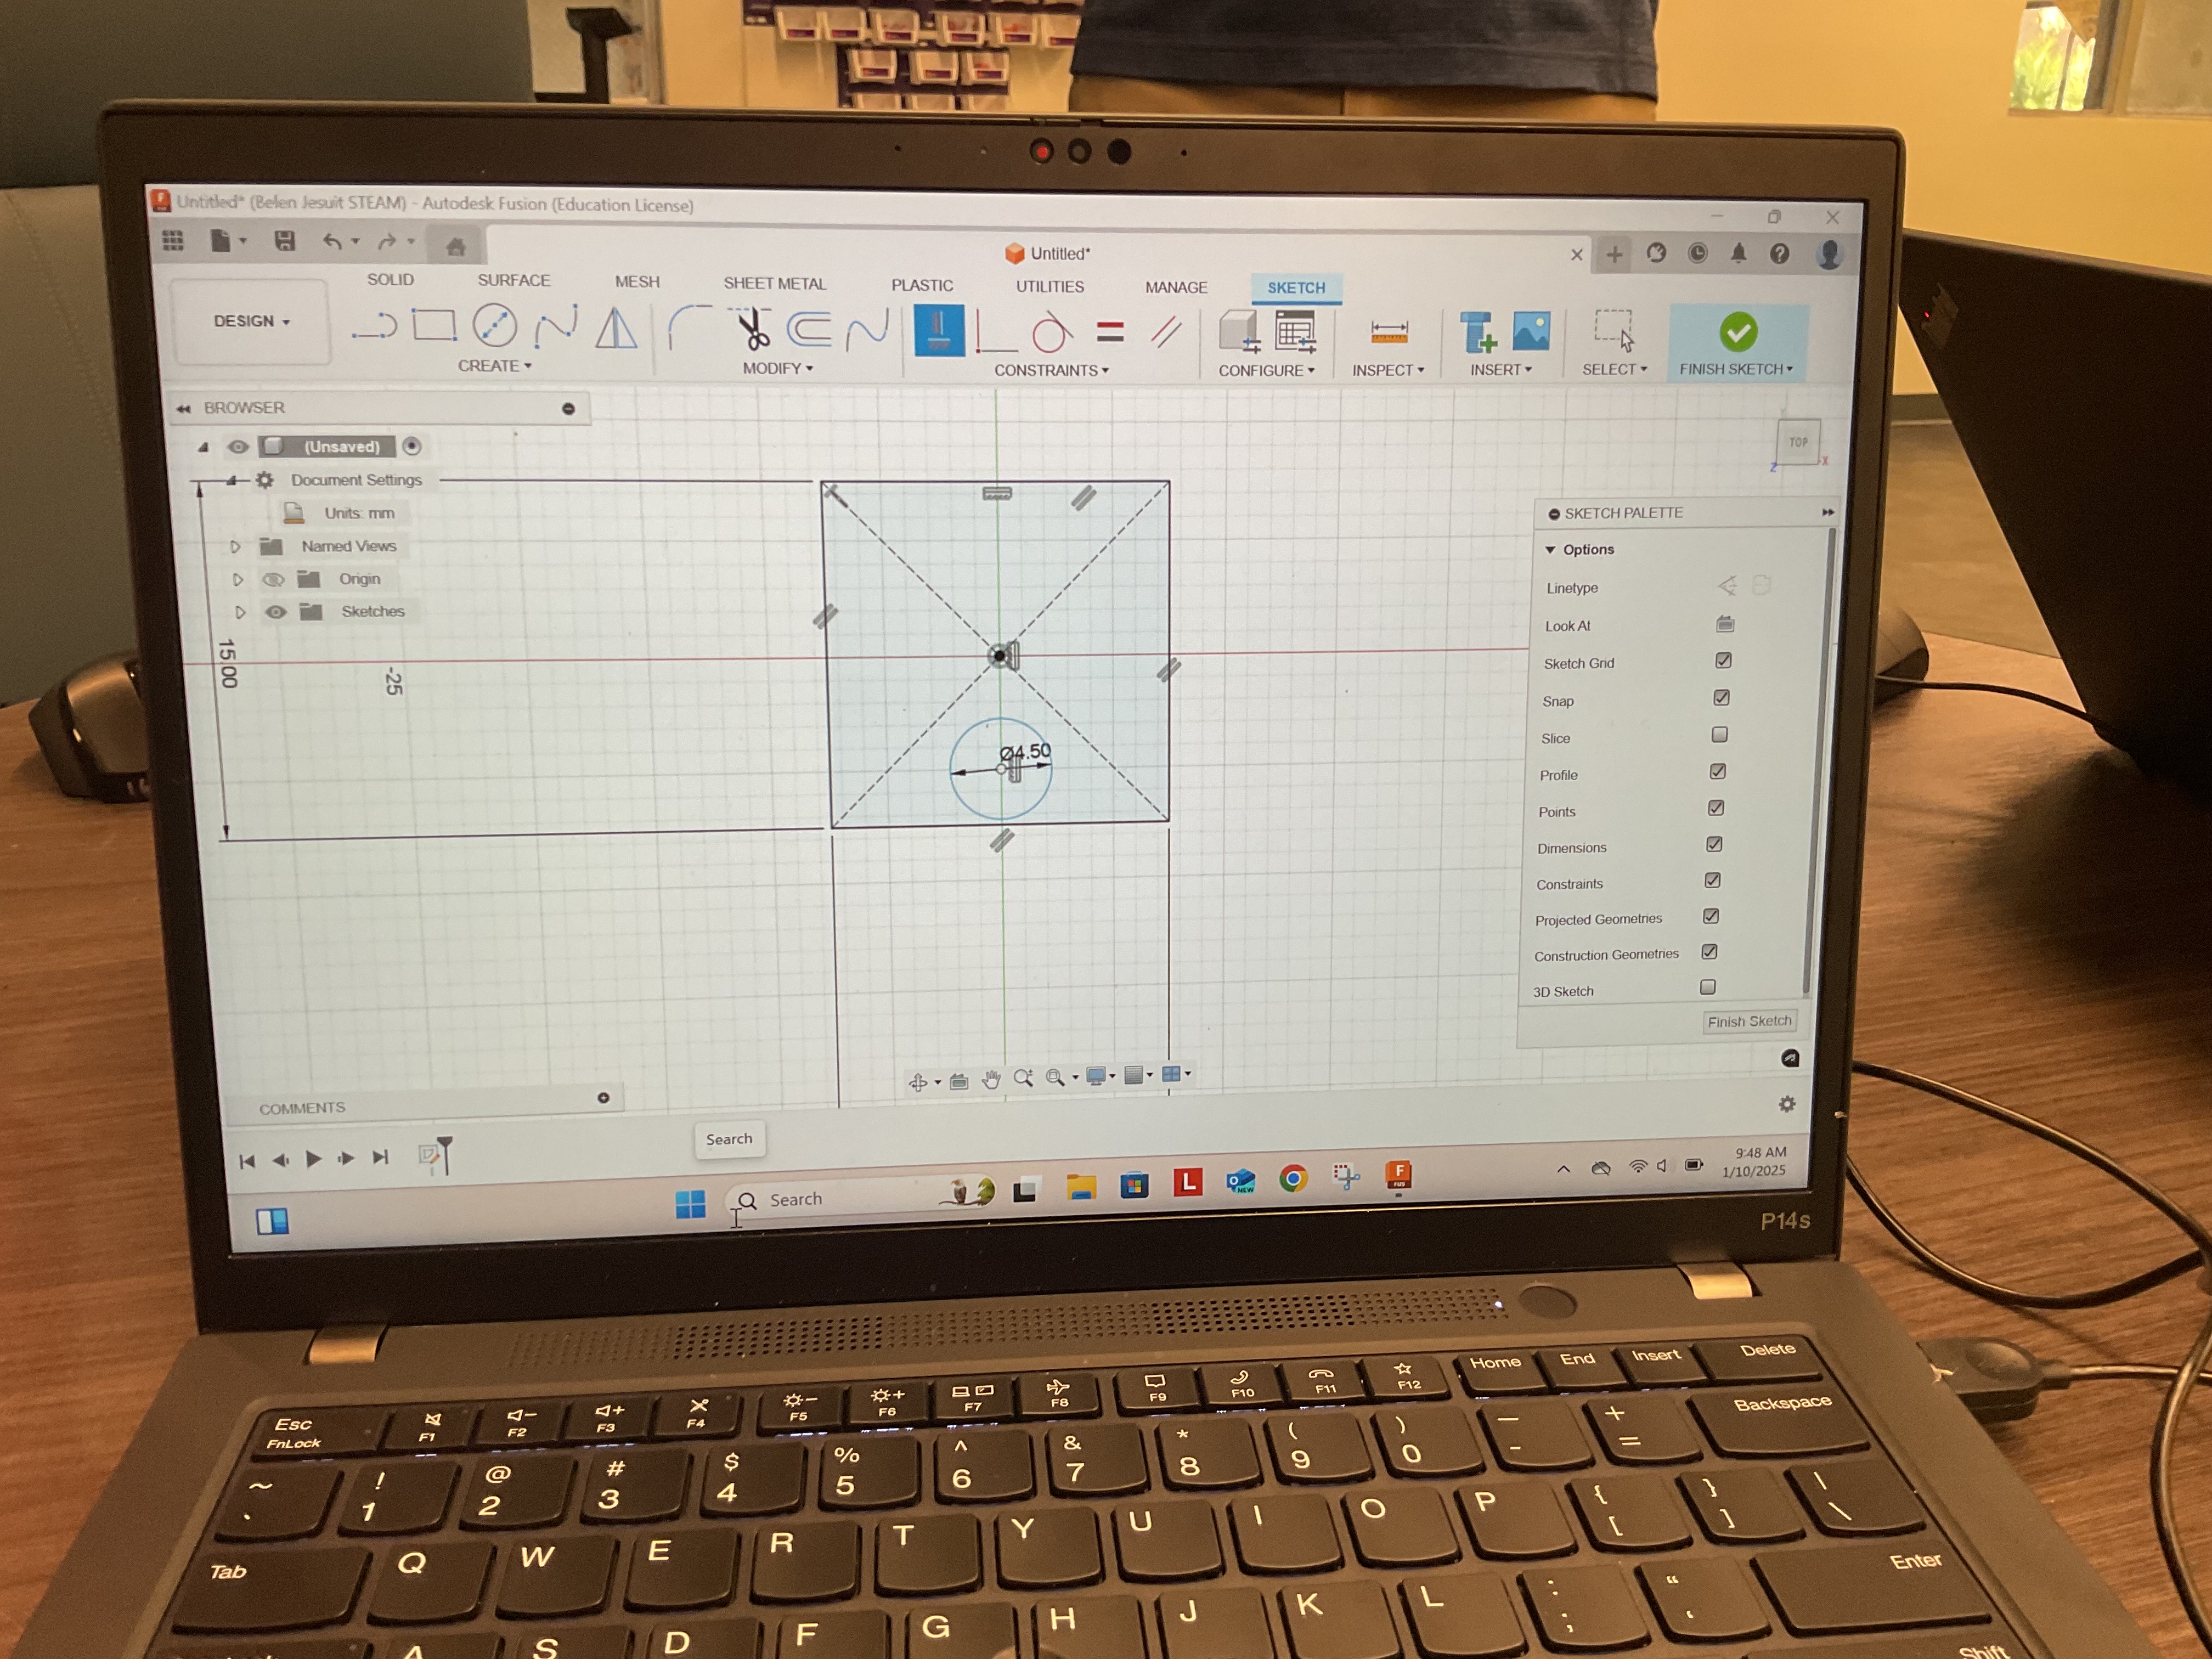 Untitled* (Belen Jesuit STEAM) - Autodesk Fusion (Education License)
Untitled*
SOLID SURFACE MESH SHEET METAL PLASTIC UTILITIES MANAGE SKETCH
DESIGN
CREATE MODIFY CONSTRAINTS CONFIGURE INSPECT INSERT SELECT FINISH SKETCH
BROWSER
(Unsaved)
Document Settings
Units: mm
Named Views
Origin
Sketches
TOP
Z X
15.00
-25
Ø4.50
SKETCH PALETTE
Options
Linetype
Look At
Sketch Grid
Snap
Slice
Profile
Points
Dimensions
Constraints
Projected Geometries
Construction Geometries
3D Sketch
Finish Sketch
COMMENTS
Search
Search
L
NEW
F
FUS
9:48 AM
1/10/2025
P14s
Esc F1 F2 F3 F4 F5 F6 F7 F8 F9 F10 F11 F12 Home End Insert Delete
FnLock
~ ! @ # $ % ^ & * ( ) — + Backspace
1 2 3 4 5 6 7 8 9 0 - =
Tab Q W E R T Y U I O P { [ } ] | \
A S D F G H J K L : ; “ ‘ Enter
Shift